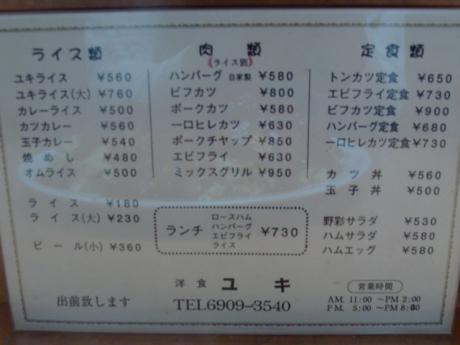 ライス類
ユキライス ¥560
ユキライス(大) ¥760
カレーライス ¥500
カツカレー ¥560
玉子カレー ¥540
焼めし ¥480
オムライス ¥500
ライス ¥180
ライス(大) ¥230
ビール(小) ¥360
肉類
(ライス別)
ハンバーグ 自家製 ¥580
ビフカツ ¥800
ポークカツ ¥580
一口ヒレカツ ¥630
ポークチヤップ ¥850
エビフライ ¥630
ミックスグリル ¥950
ランチ
ロースハム
ハンバーグ
エビフライ
ライス
¥730
定食類
トンカツ定食 ¥650
エビフライ定食 ¥730
ビフカツ定食 ¥900
ハンバーグ定食 ¥680
一口ヒレカツ定食 ¥730
カツ丼 ¥560
玉子丼 ¥500
野彩サラダ ¥530
ハムサラダ ¥580
ハムエッグ ¥580
出前致します
洋食 ユキ
TEL6909-3540
営業時間
AM. 11:00~PM 2:00
PM. 5:00~PM 8: